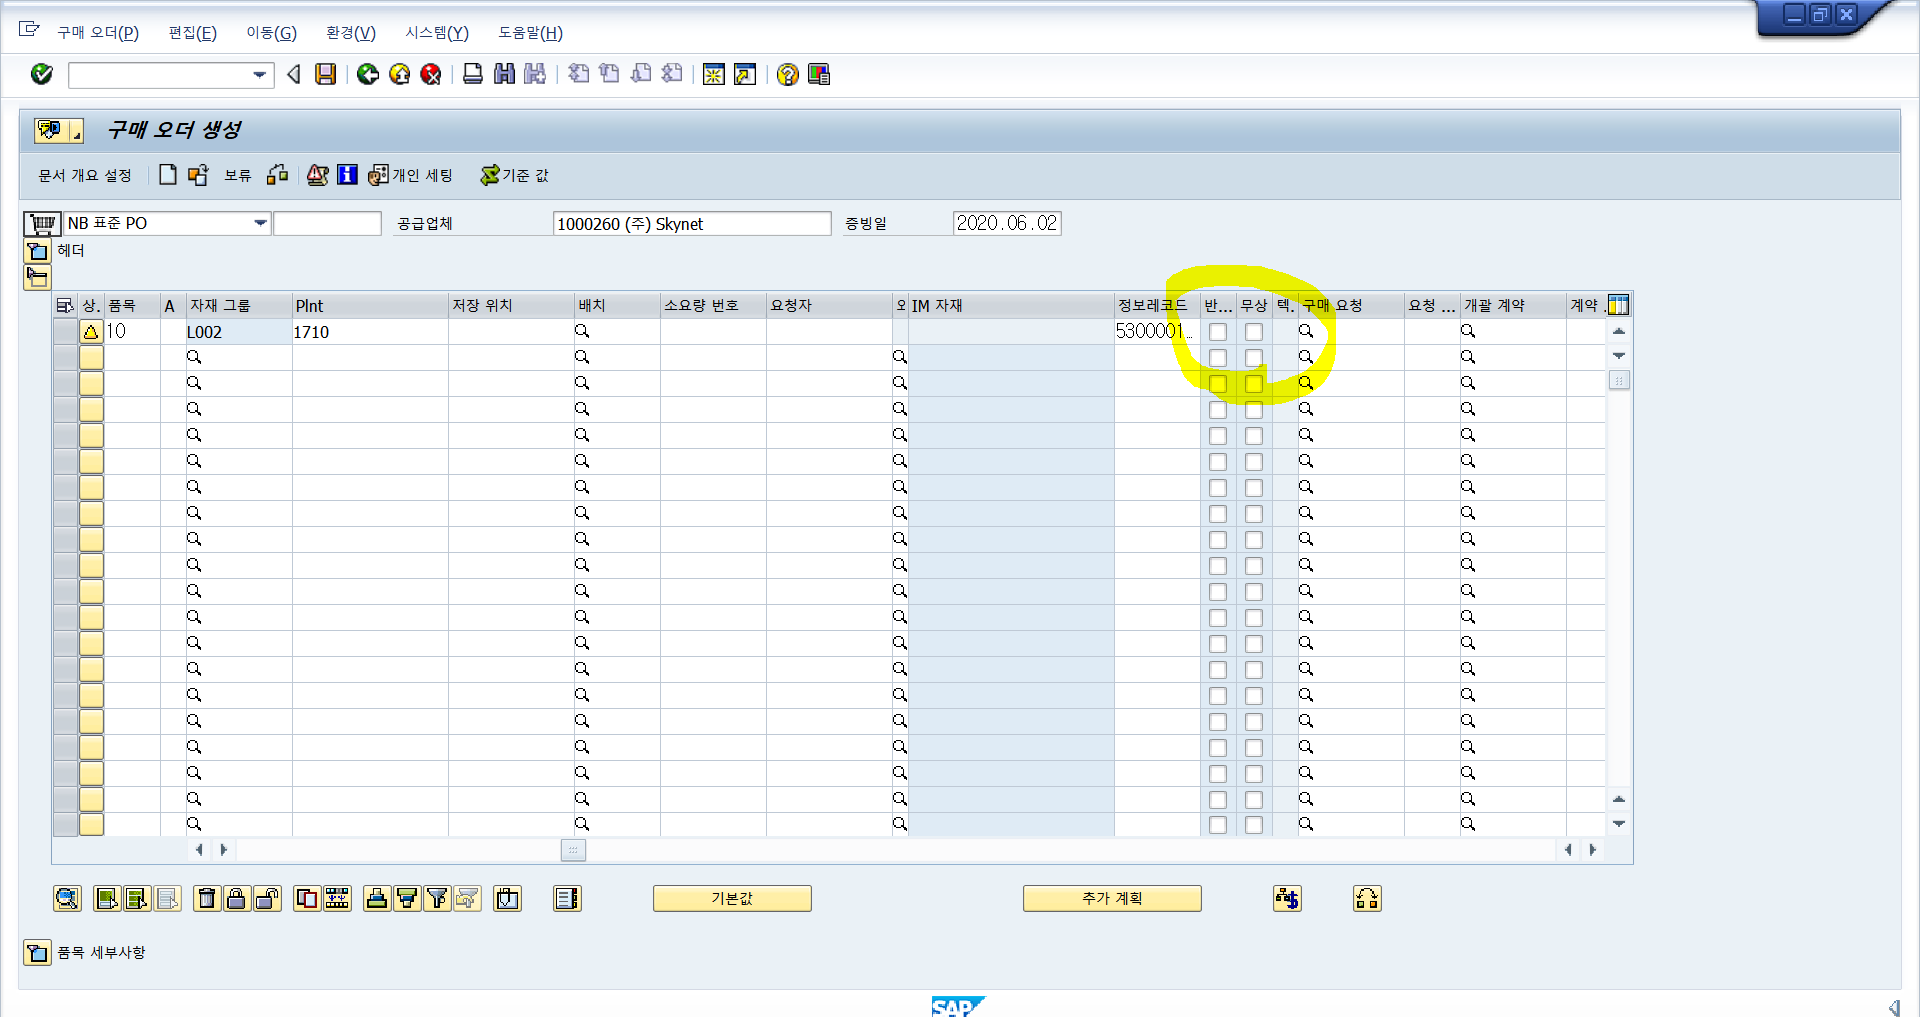 구매 오더(P) 편집(E) 이동(G) 환경(V) 시스템(Y) 도움말(H)
구매 오더 생성
문서 개요 설정 보류 개인 세팅 기준 값
NB 표준 PO 공급업체 1000260 (주) Skynet 증빙일 2020.06.02
헤더
상. 품목 A 자재 그룹 Plnt 저장 위치 배치 소요량 번호 요청자 외 IM 자재 정보레코드 반... 무상 텍. 구매 요청 요청 ... 개괄 계약 계약 .
10 L002 1710 5300001...
기본값 추가 계획
품목 세부사항
SAP